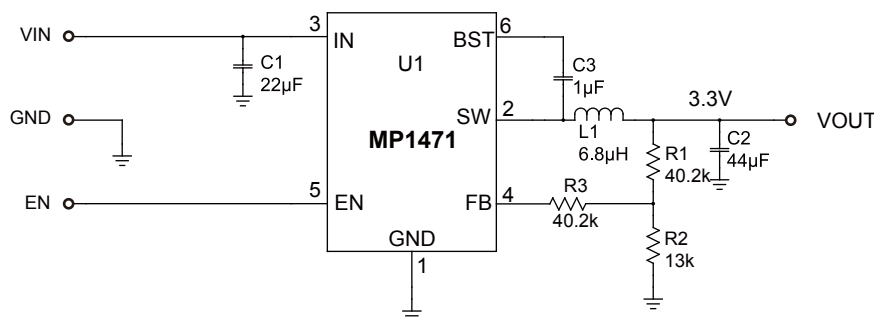 VIN
3
IN
C1
22µF
GND
EN
5
EN
U1
MP1471
GND
1
BST
6
C3
1µF
SW
2
L1
6.8µH
3.3V
VOUT
R1
40.2k
C2
44µF
FB
4
R3
40.2k
R2
13k